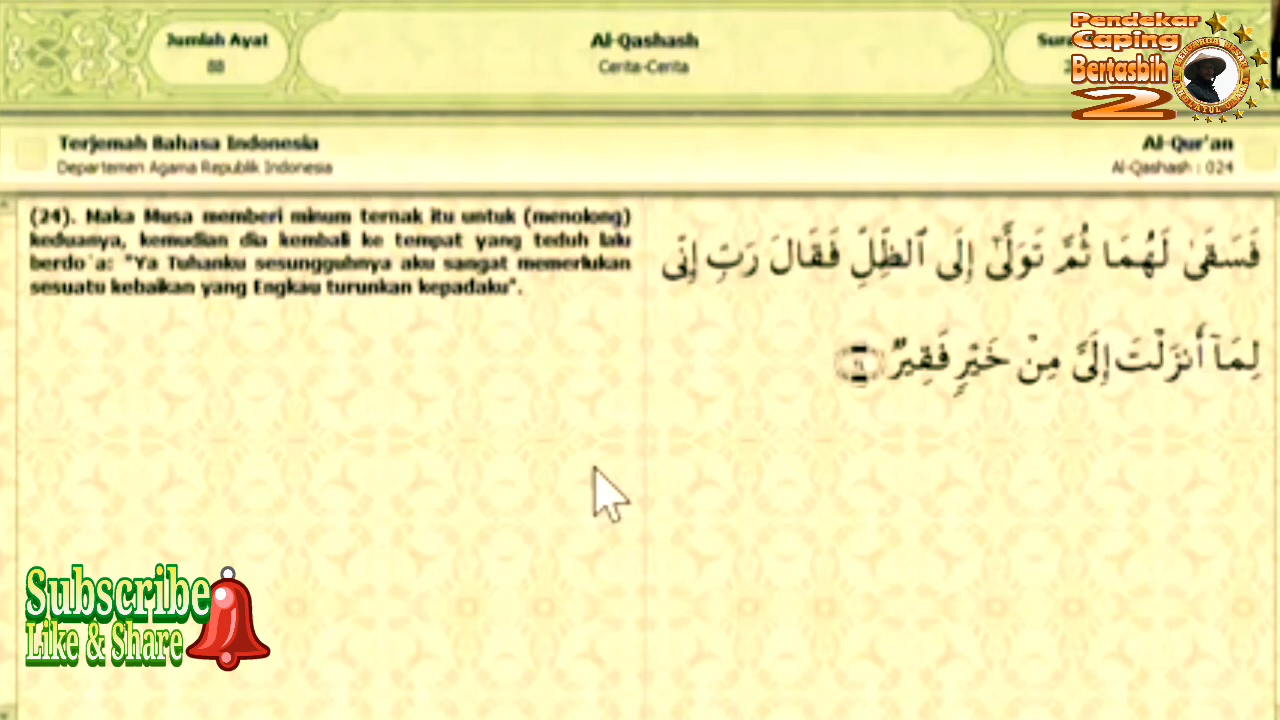 Jumlah Ayat
88
Al-Qashash
Cerita-Cerita
Pendekar
Caping
Bertasbih
2
Terjemah Bahasa Indonesia
Departemen Agama Republik Indonesia
Al-Qur'an
Al-Qashash : 024
(24). Maka Musa memberi minum ternak itu untuk (menolong)
keduanya, kemudian dia kembali ke tempat yang teduh lalu
berdo`a: "Ya Tuhanku sesungguhnya aku sangat memerlukan
sesuatu kebaikan yang Engkau turunkan kepadaku".
فَسَقَىٰ لَهُمَا ثُمَّ تَوَلَّىٰٓ إِلَى ٱلظِّلِّ فَقَالَ رَبِّ إِنِّى
لِمَآ أَنزَلْتَ إِلَىَّ مِنْ خَيْرٍۢ فَقِيرٌۭ
Subscribe
Like & Share